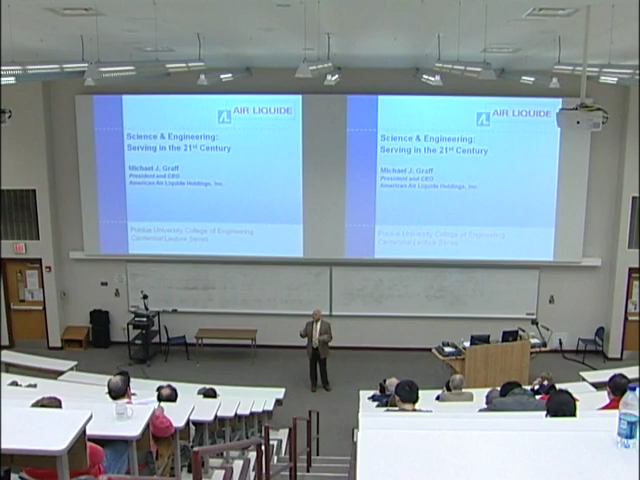 AIR LIQUIDE
Science & Engineering:
Serving in the 21st Century
Michael J. Graff
President and CEO
American Air Liquide Holdings, Inc.
Purdue University College of Engineering
Centennial Lecture Series
AIR LIQUIDE
Science & Engineering:
Serving in the 21st Century
Michael J. Graff
President and CEO
American Air Liquide Holdings, Inc.
Purdue University College of Engineering
Centennial Lecture Series